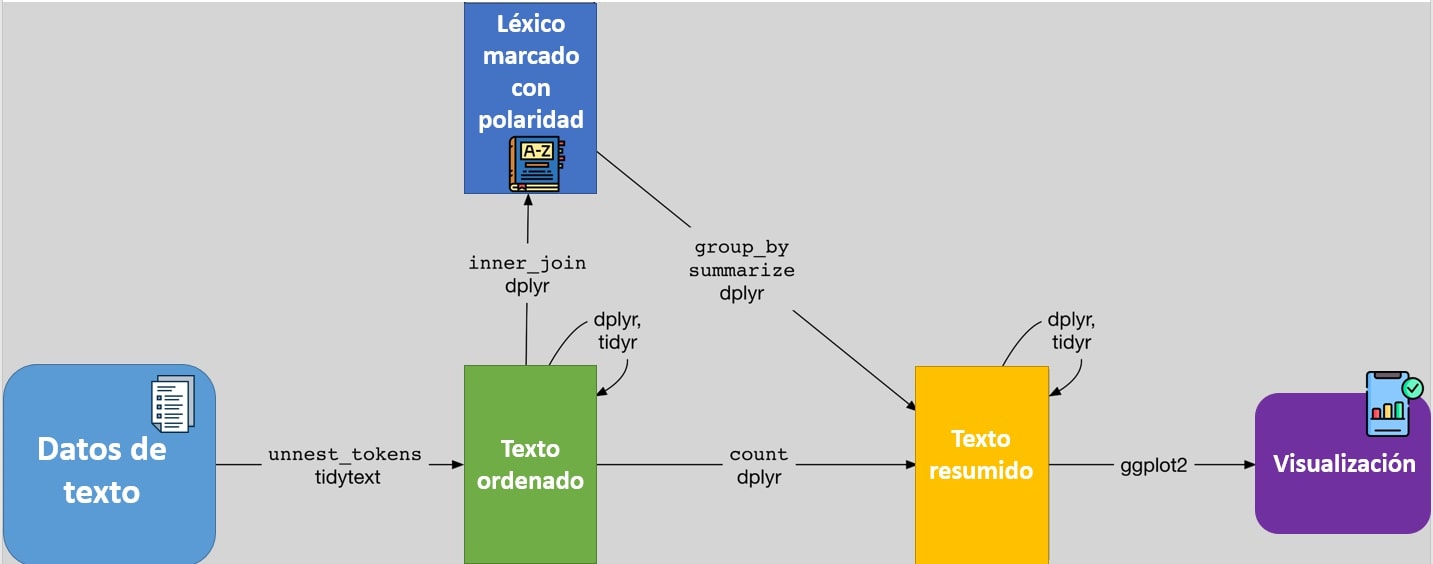 Léxico
marcado
con
polaridad
A-Z
inner_join
dplyr
group_by
summarize
dplyr
dplyr,
tidyr
dplyr,
tidyr
Datos de
texto
unnest_tokens
tidytext
Texto
ordenado
count
dplyr
Texto
resumido
ggplot2
Visualización